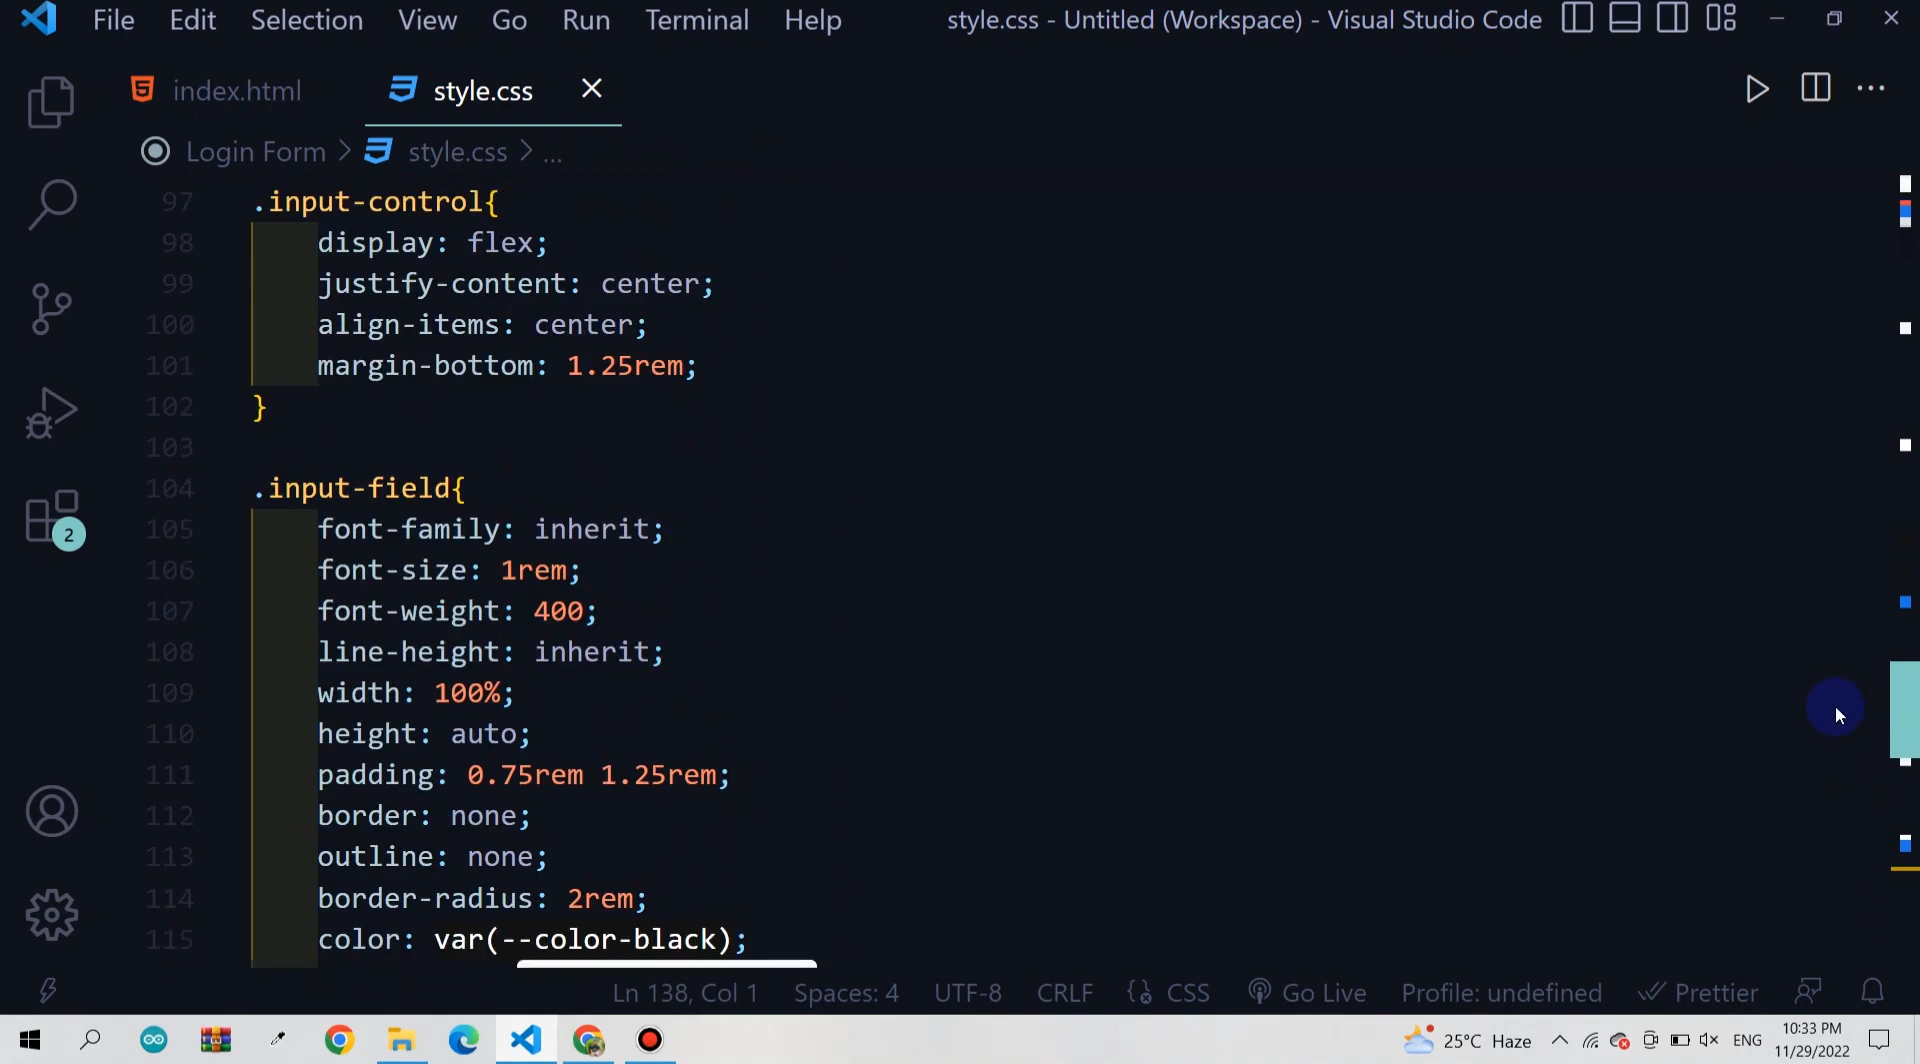 File Edit Selection View Go Run Terminal Help style.css - Untitled (Workspace) - Visual Studio Code
index.html style.css
Login Form > style.css > ...
97 .input-control{
98 display: flex;
99 justify-content: center;
100 align-items: center;
101 margin-bottom: 1.25rem;
102 }
103
104 .input-field{
105 font-family: inherit;
106 font-size: 1rem;
107 font-weight: 400;
108 line-height: inherit;
109 width: 100%;
110 height: auto;
111 padding: 0.75rem 1.25rem;
112 border: none;
113 outline: none;
114 border-radius: 2rem;
115 color: var(--color-black);
2
Ln 138, Col 1 Spaces: 4 UTF-8 CRLF CSS Go Live Profile: undefined Prettier
25°C Haze ENG 10:33 PM
11/29/2022